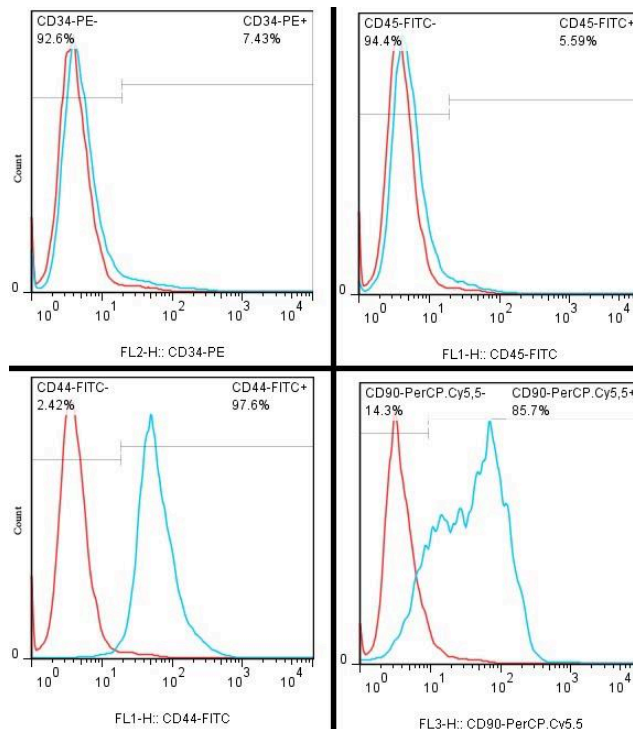 CD34-PE- CD34-PE+
92.6% 7.43%
Count
0
10^0 10^1 10^2 10^3 10^4
FL2-H:: CD34-PE
CD45-FITC- CD45-FITC+
94.4% 5.59%
0
10^0 10^1 10^2 10^3 10^4
FL1-H:: CD45-FITC
CD44-FITC- CD44-FITC+
2.42% 97.6%
Count
0
10^0 10^1 10^2 10^3 10^4
FL1-H:: CD44-FITC
CD90-PerCP.Cy5,5- CD90-PerCP.Cy5,5+
14.3% 85.7%
0
10^0 10^1 10^2 10^3 10^4
FL3-H:: CD90-PerCP.Cy5.5